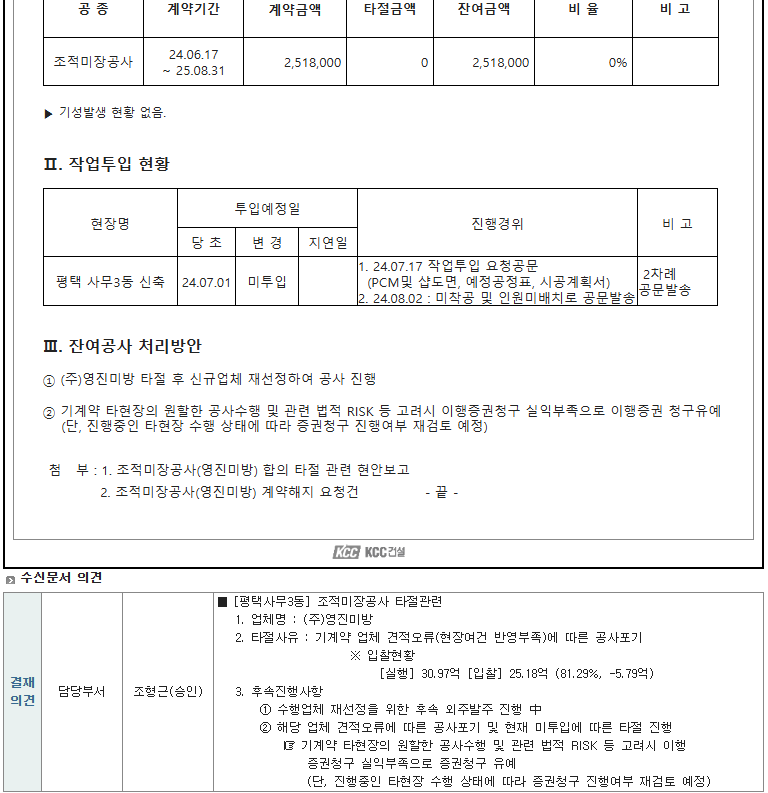 공 종 계약기간 계약금액 타절금액 잔여금액 비 율 비 고
조적미장공사 24.06.17 ~ 25.08.31 2,518,000 0 2,518,000 0%
▶ 기성발생 현황 없음.
Ⅱ. 작업투입 현황
현장명 투입예정일 진행경위 비 고
당 초 변 경 지연일
평택 사무3동 신축 24.07.01 미투입
1. 24.07.17 작업투입 요청공문
(PCM및 샵도면, 예정공정표, 시공계획서)
2. 24.08.02 : 미착공 및 인원미배치로 공문발송
2차례
공문발송
Ⅲ. 잔여공사 처리방안
① (주)영진미방 타절 후 신규업체 재선정하여 공사 진행
② 기계약 타현장의 원할한 공사수행 및 관련 법적 RISK 등 고려시 이행증권청구 실익부족으로 이행증권 청구유예
(단, 진행중인 타현장 수행 상태에 따라 증권청구 진행여부 재검토 예정)
첨 부 : 1. 조적미장공사(영진미방) 합의 타절 관련 현안보고
2. 조적미장공사(영진미방) 계약해지 요청건 - 끝 -
KCC KCC건설
수신문서 의견
결재
의견
담당부서
조형근(승인)
■ [평택사무3동] 조적미장공사 타절관련
1. 업체명 : (주)영진미방
2. 타절사유 : 기계약 업체 견적오류(현장여건 반영부족)에 따른 공사포기
※ 입찰현황
[실행] 30.97억 [입찰] 25.18억 (81.29%, -5.79억)
3. 후속진행사항
① 수행업체 재선정을 위한 후속 외주발주 진행 中
② 해당 업체 견적오류에 따른 공사포기 및 현재 미투입에 따른 타절 진행
☞ 기계약 타현장의 원할한 공사수행 및 관련 법적 RISK 등 고려시 이행
증권청구 실익부족으로 증권청구 유예
(단, 진행중인 타현장 수행 상태에 따라 증권청구 진행여부 재검토 예정)